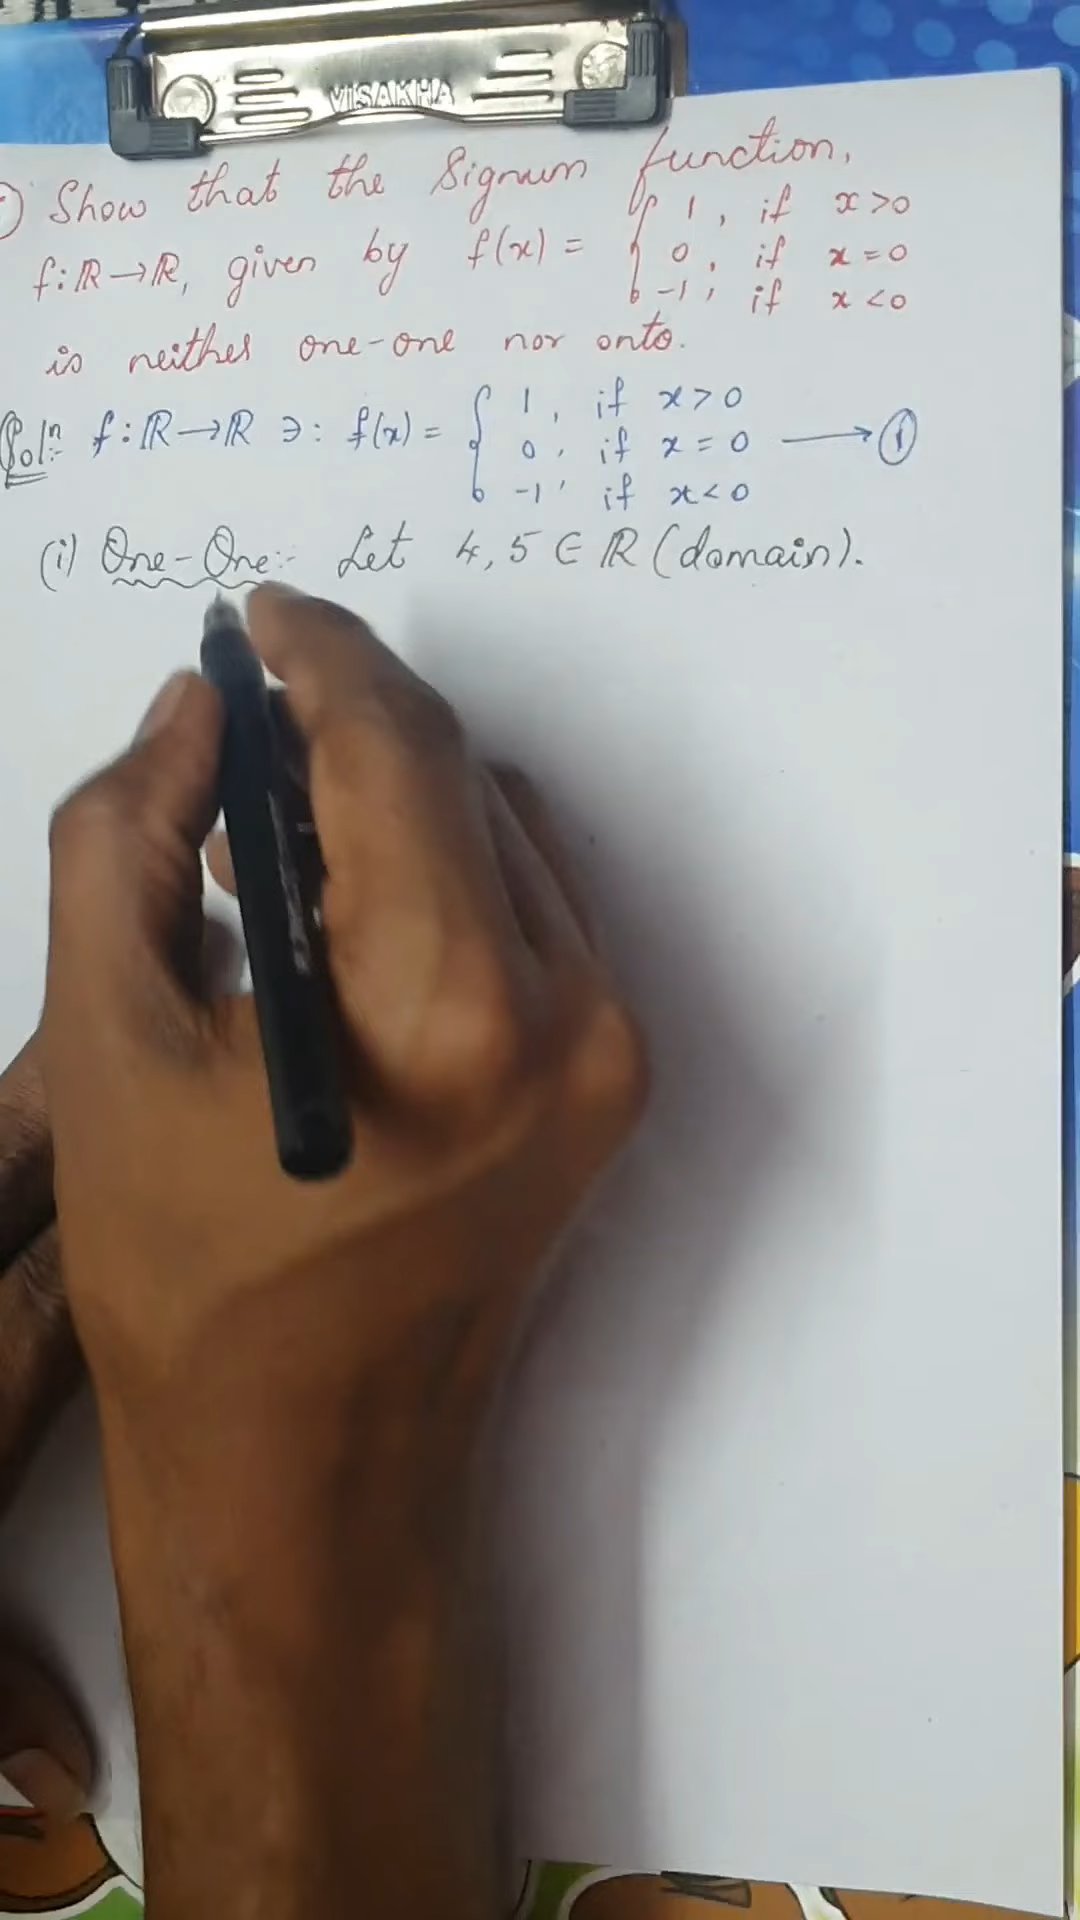 VISAKHA
Show that the Signum function,
f:ℝ→ℝ, given by f(x) = { 1, if x>0
0, if x=0
-1, if x<0
is neither one-one nor onto.
Solⁿ:- f:ℝ→ℝ ∋: f(x) = { 1, if x>0
0, if x=0 ⟶ ①
-1, if x<0
(i) One-One:- Let 4,5 ∈ ℝ (domain).